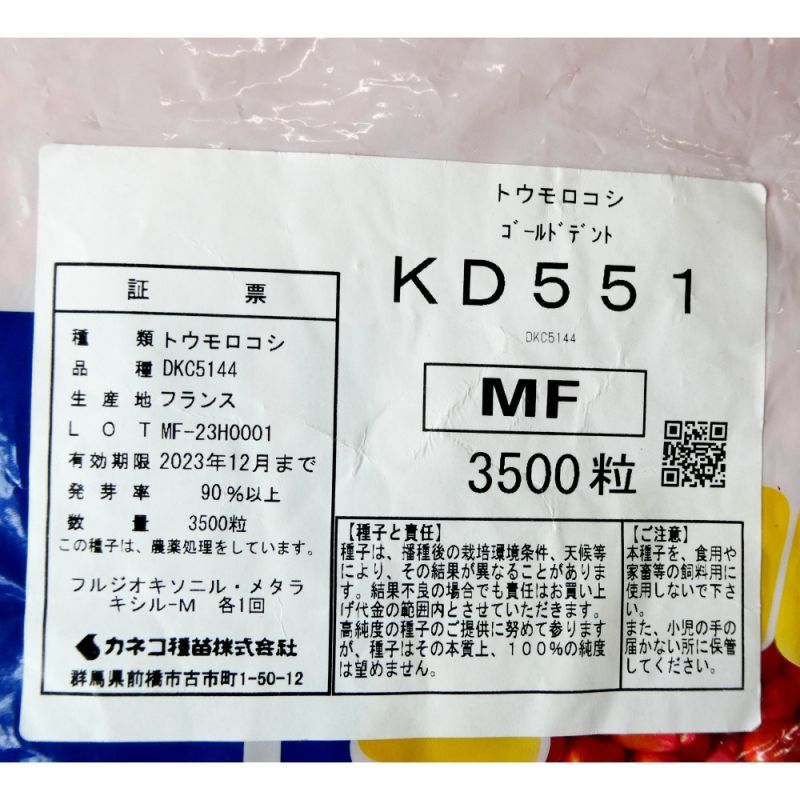 トウモロコシ
ゴールドデント
KD551
DKC5144
MF
3500粒
証 票
種 類 トウモロコシ
品 種 DKC5144
生産地 フランス
LOT MF-23H0001
有効期限 2023年12月まで
発芽率 90%以上
数 量 3500粒
この種子は、農薬処理をしています。
フルジオキソニル・メタラ
キシル-M 各1回
カネコ種苗株式会社
群馬県前橋市古市町1-50-12
【種子と責任】
種子は、播種後の栽培環境条件、天候等
により、その結果が異なることがありま
す。結果不良の場合でも責任はお買い上
げ代金の範囲内とさせていただきます。
高純度の種子のご提供に努めて参ります
が、種子はその本質上、100%の純度
は望めません。
【ご注意】
本種子を、食用や
家畜等の飼料用に
使用しないで下さ
い。
また、小児の手の
届かない所に保管
してください。